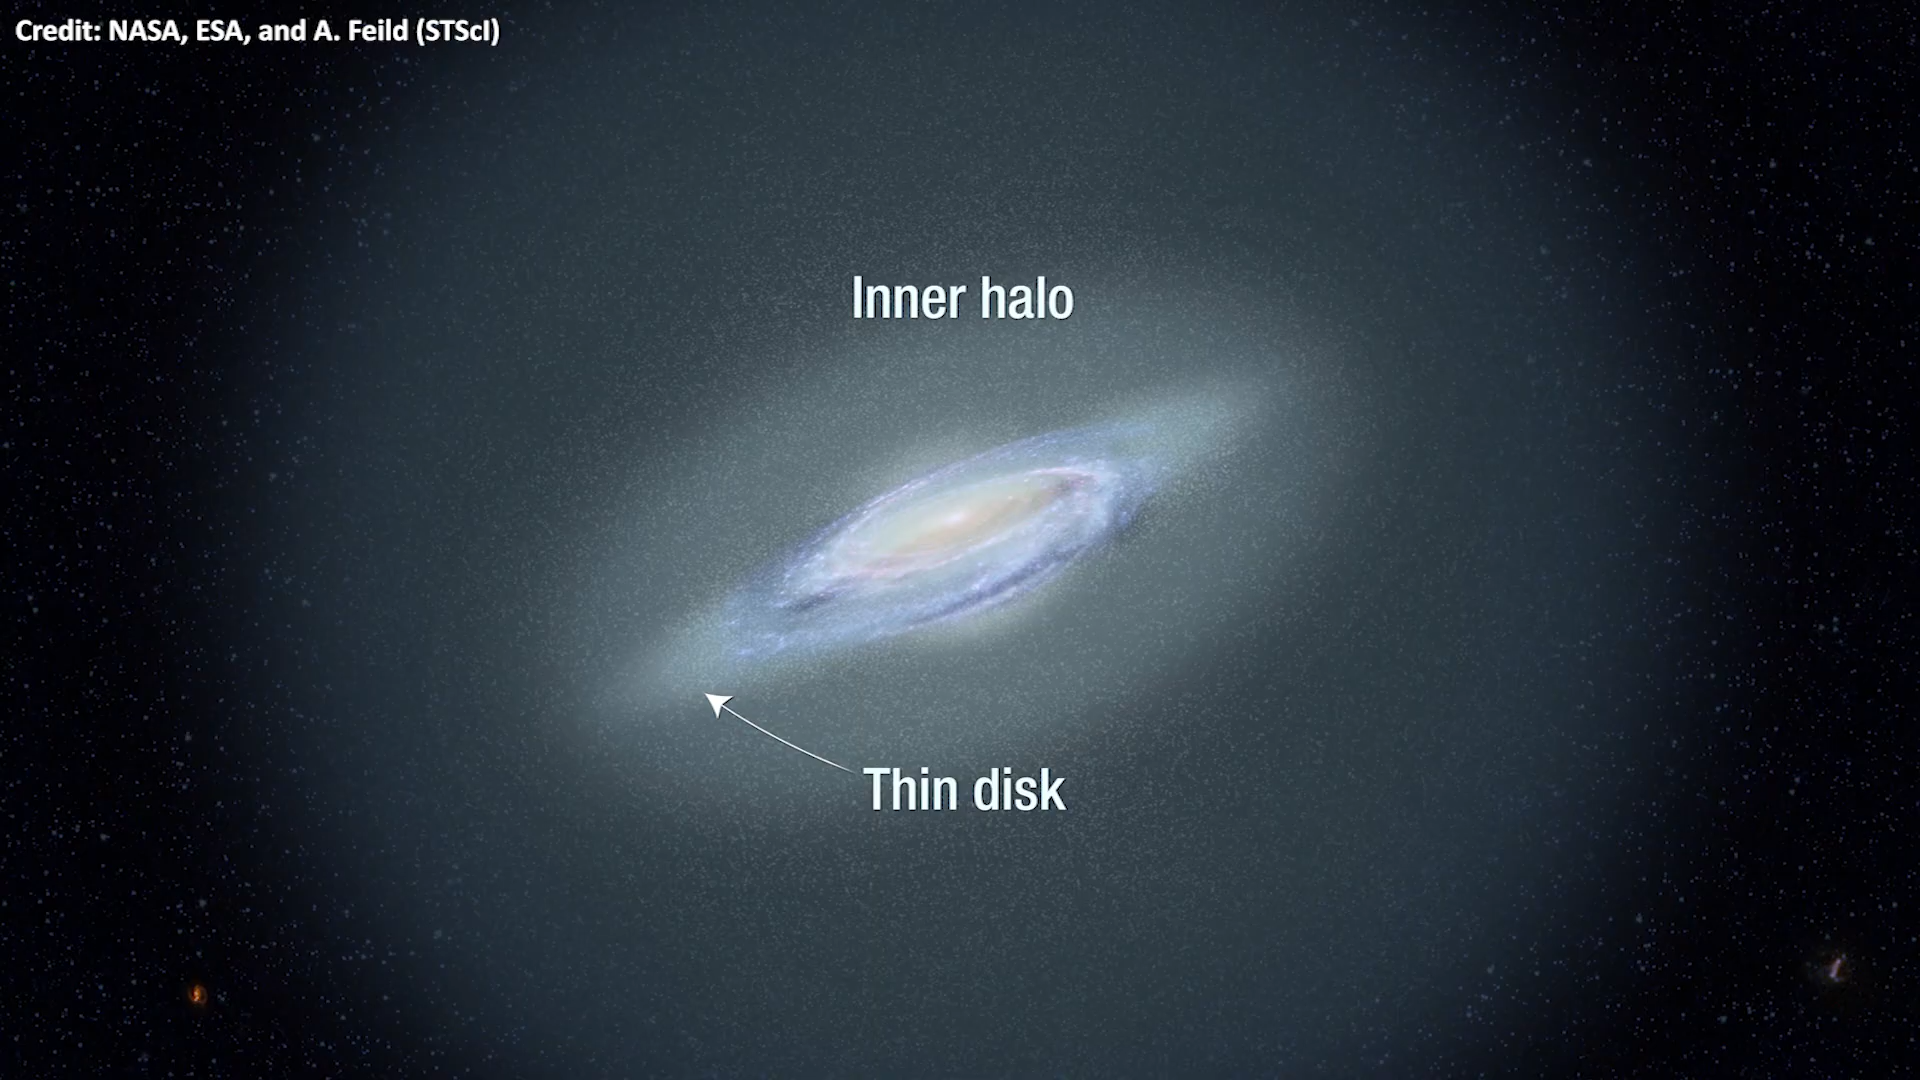 Credit: NASA, ESA, and A. Feild (STScI)
Inner halo
Thin disk